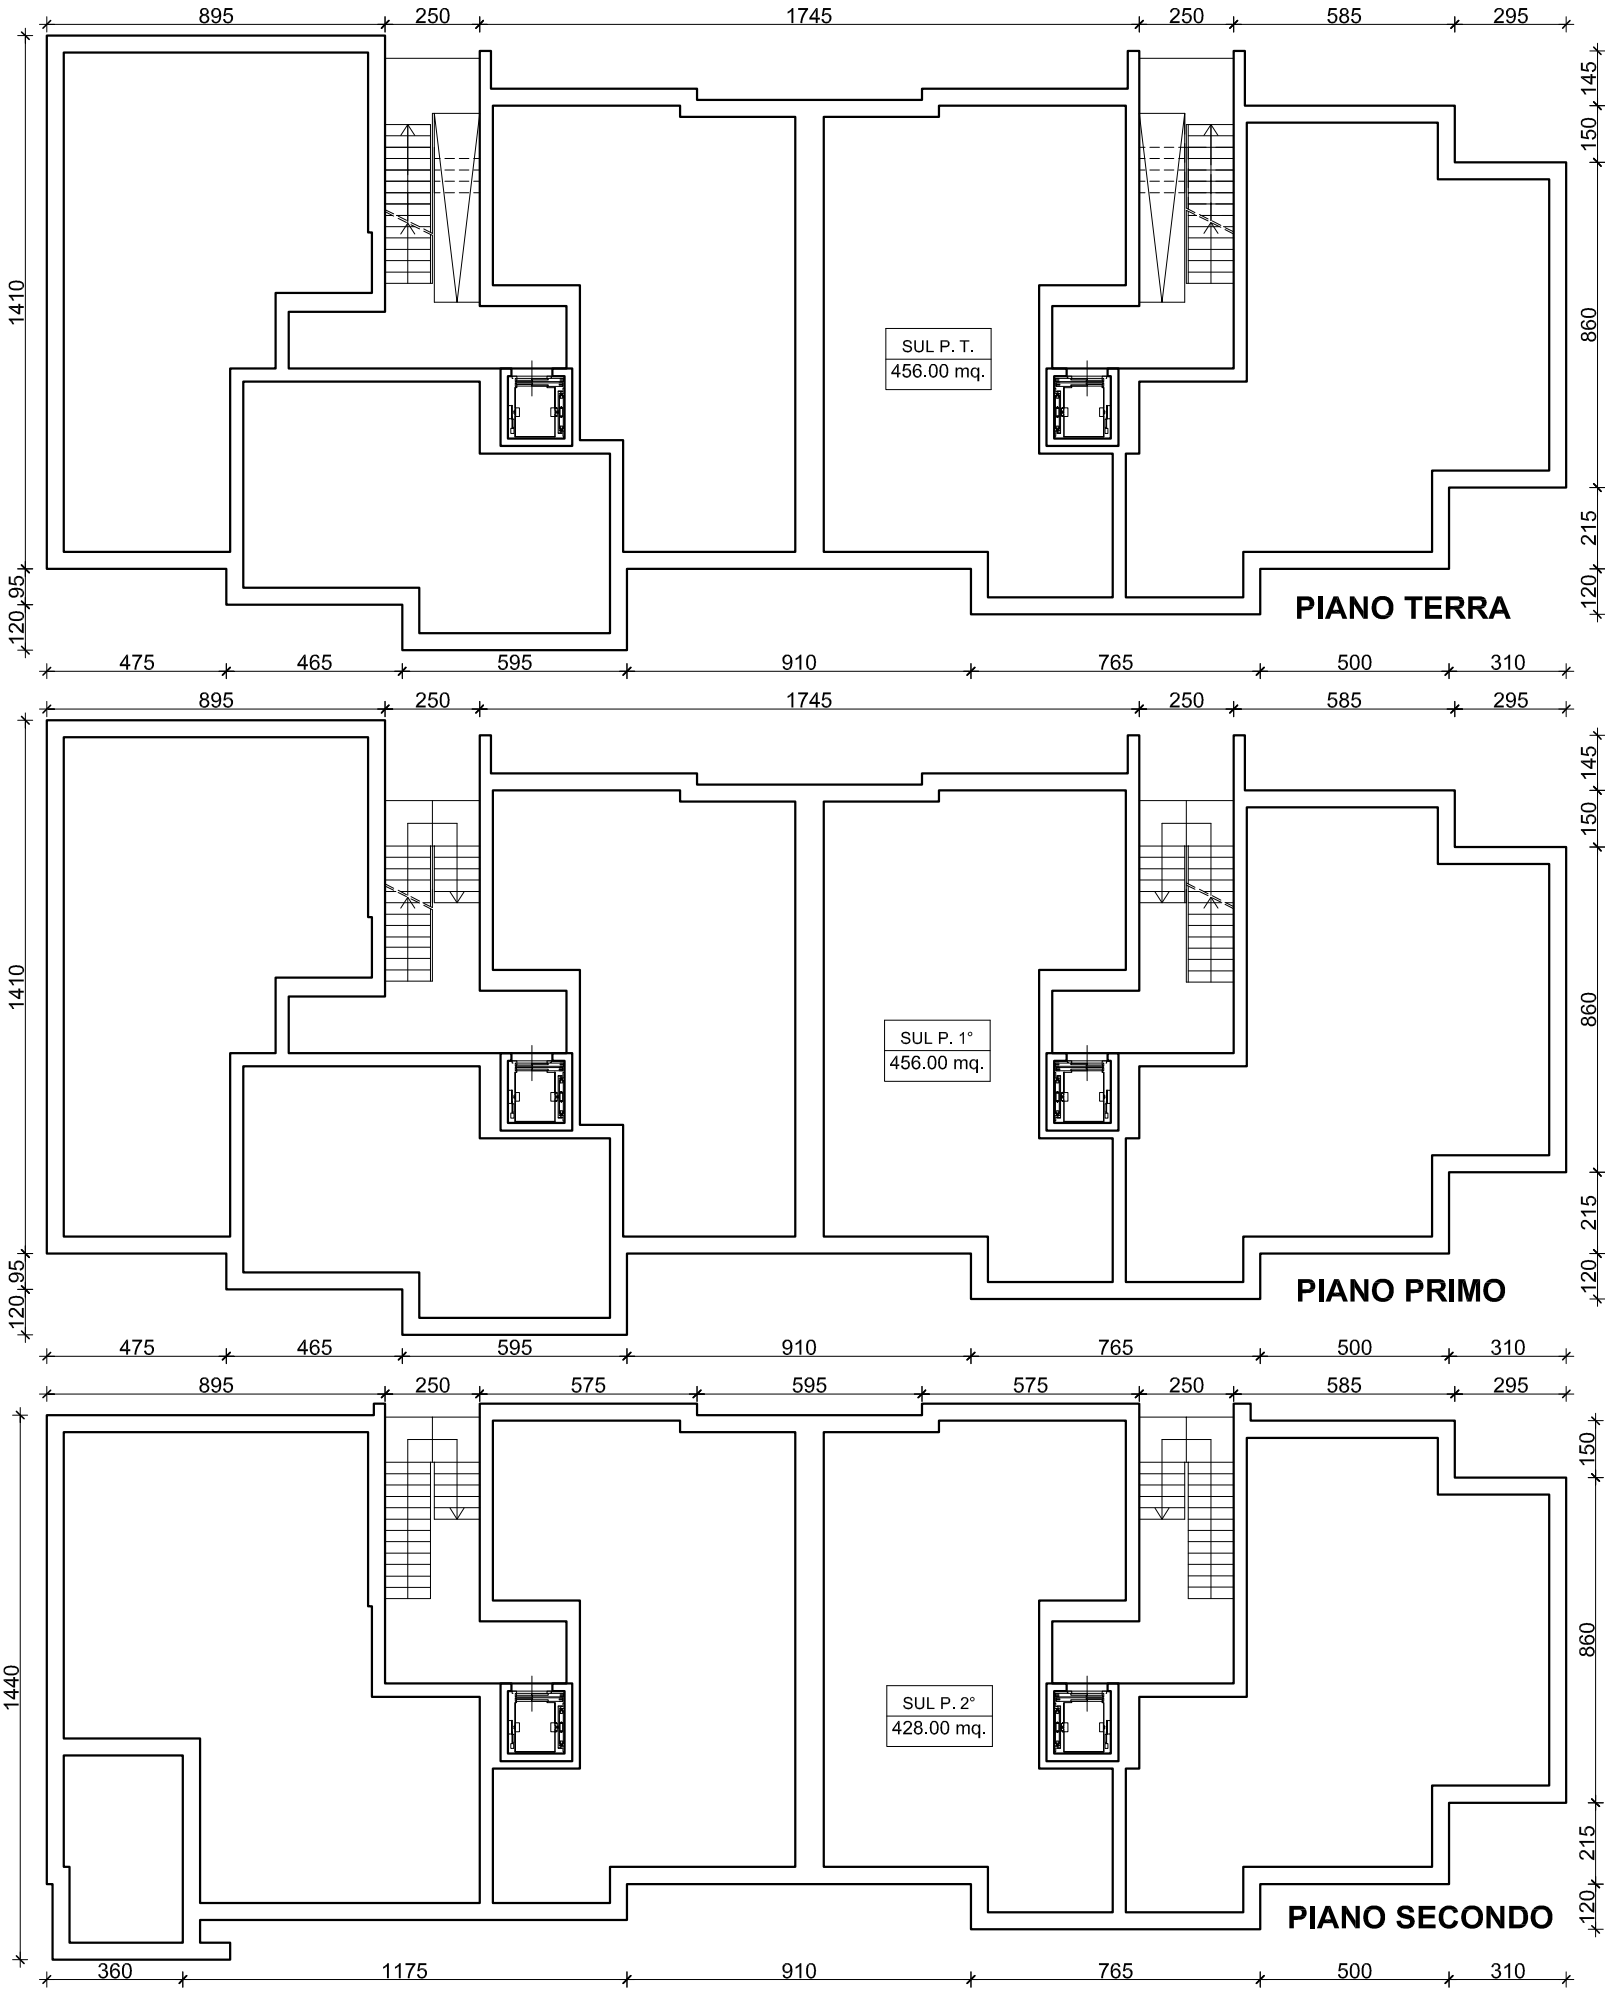 895 250 1745 250 585 295
145
150
1410
860
SUL P. T.
456.00 mq.
215
95
120
120
PIANO TERRA
475 465 595 910 765 500 310
895 250 1745 250 585 295
145
150
1410
860
SUL P. 1°
456.00 mq.
215
95
120
120
PIANO PRIMO
475 465 595 910 765 500 310
895 250 575 595 575 250 585 295
150
860
1440
SUL P. 2°
428.00 mq.
215
120
PIANO SECONDO
360 1175 910 765 500 310